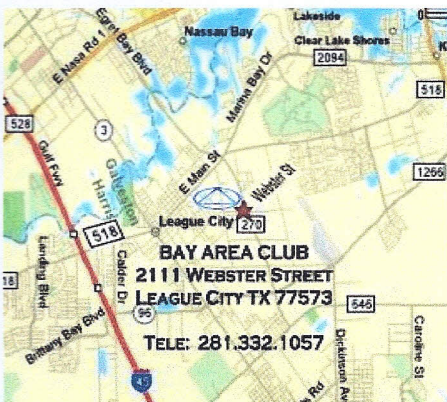 Lakeside
Nassau Bay
Clear Lake Shores
2094
Egret Bay Blvd
E Nasa Rd 1
Marina Bay Dr
518
528
3
E Main St
1266
Gulf Fwy
Galveston
Harris
Webster St
League City
270
518
BAY AREA CLUB
2111 WEBSTER STREET
LEAGUE CITY TX 77573
Landing Blvd
Calder Dr
18
96
646
TELE: 281.332.1057
Brittany Bay Blvd
45
Dickinson Av
Caroline St
Rd